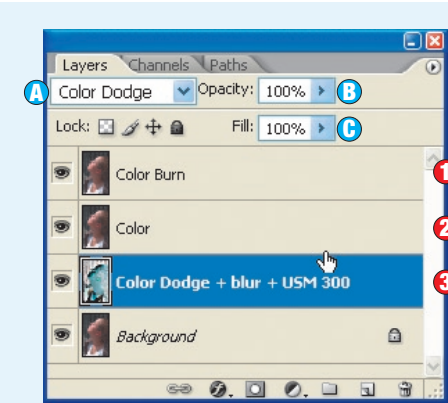 Layers Channels Paths
A Color Dodge Opacity: 100% B
Lock: Fill: 100% C
Color Burn 1
Color 2
Color Dodge + blur + USM 300 3
Background